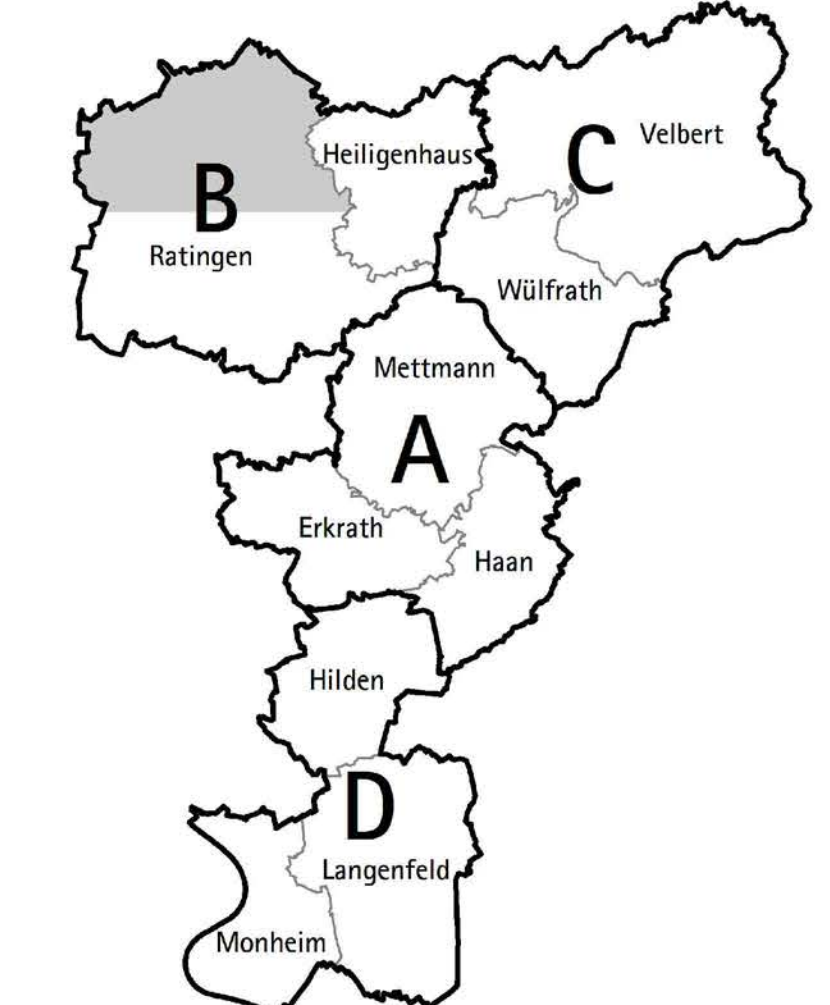 Velbert
C
Heiligenhaus
B
Ratingen
Wülfrath
Mettmann
A
Erkrath
Haan
Hilden
D
Langenfeld
Monheim